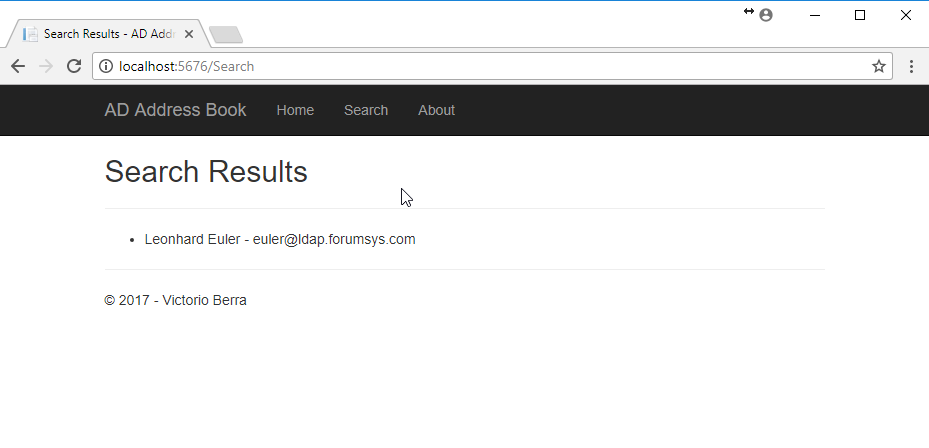 Search Results - AD Addr
localhost:5676/Search
AD Address Book Home Search About
Search Results
Leonhard Euler - euler@ldap.forumsys.com
© 2017 - Victorio Berra